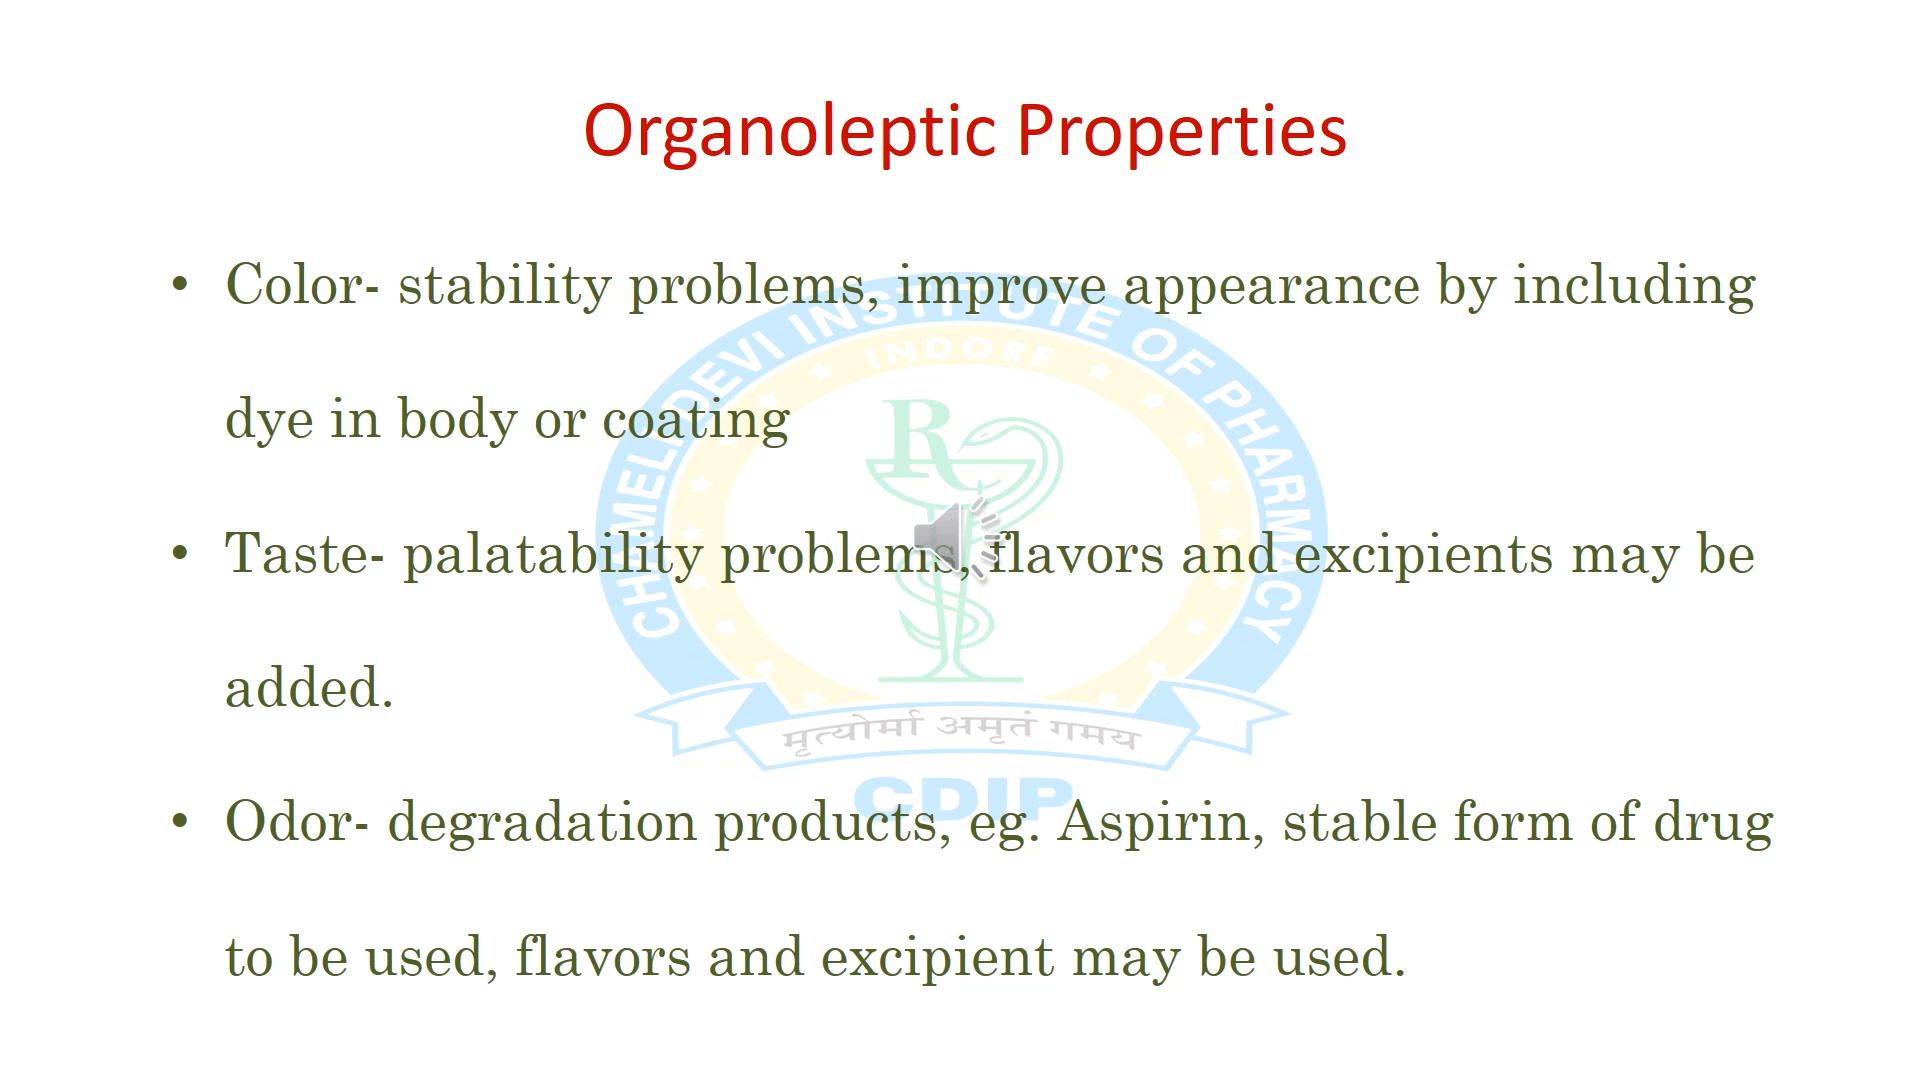 Organoleptic Properties
• Color- stability problems, improve appearance by including
dye in body or coating
• Taste- palatability problems, flavors and excipients may be
added.
• Odor- degradation products, eg. Aspirin, stable form of drug
to be used, flavors and excipient may be used.
CHAMELI DEVI INSTITUTE OF PHARMACY
INDORE
R
मृत्योर्मा अमृतं गमय
CDIP